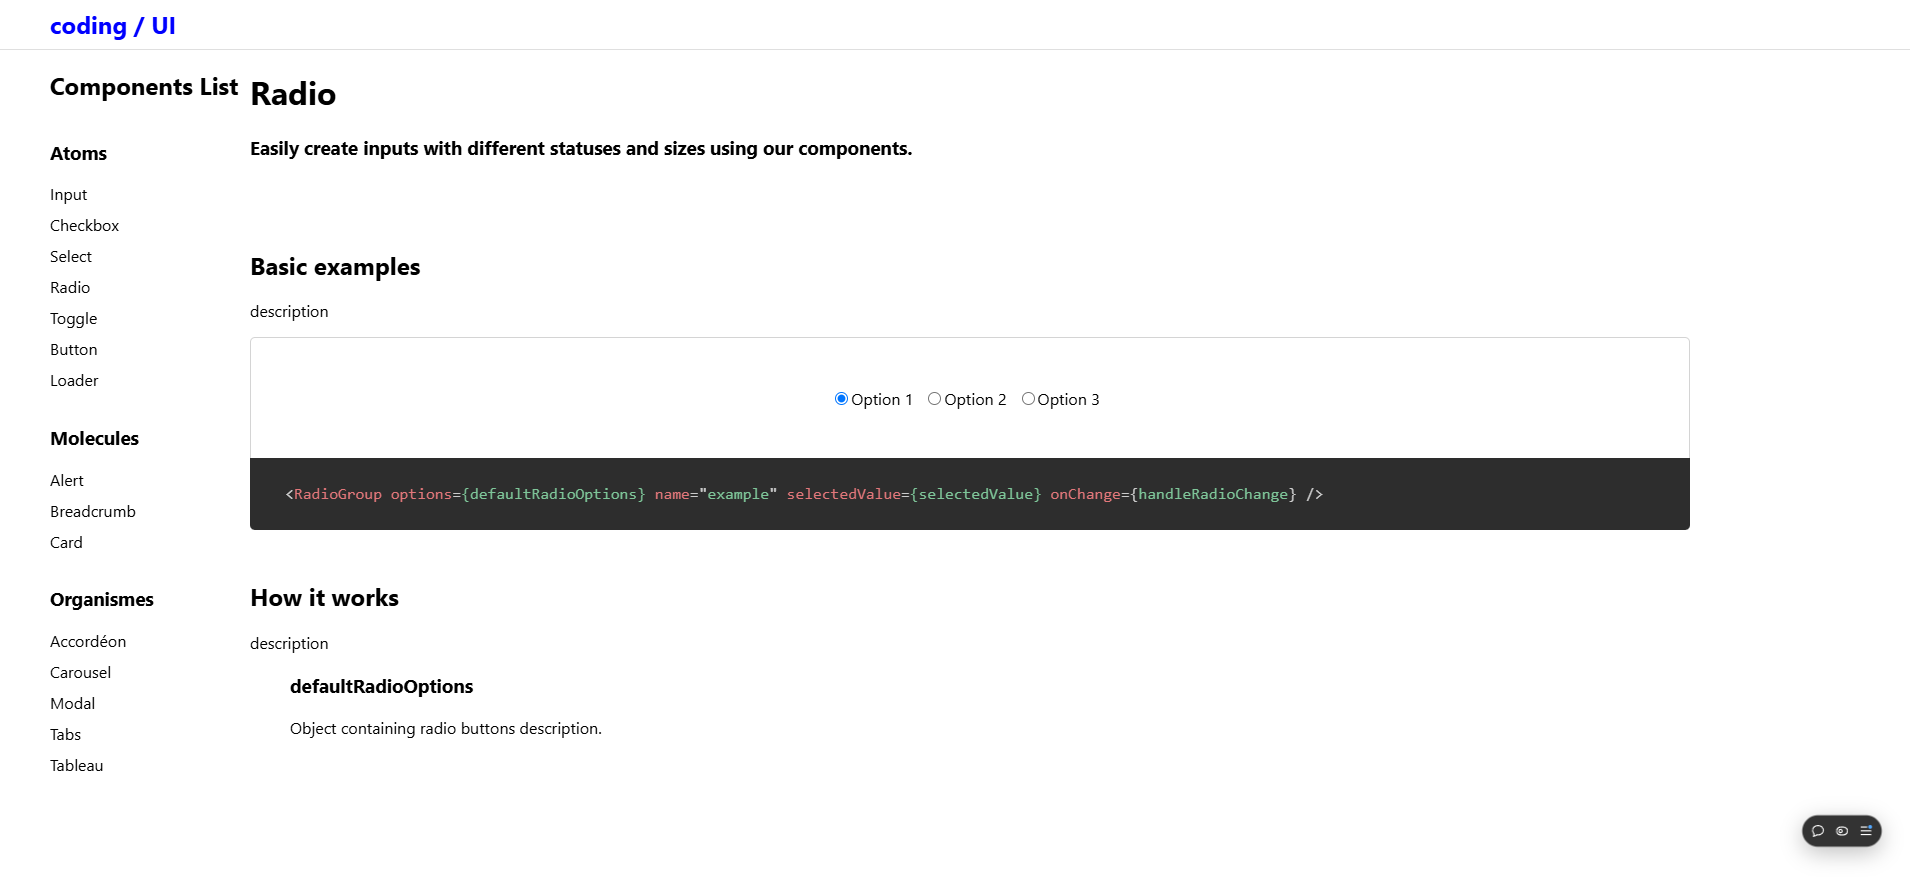 coding / UI
Components List
Atoms
Input
Checkbox
Select
Radio
Toggle
Button
Loader
Molecules
Alert
Breadcrumb
Card
Organismes
Accordéon
Carousel
Modal
Tabs
Tableau
Radio
Easily create inputs with different statuses and sizes using our components.
Basic examples
description
Option 1 Option 2 Option 3
<RadioGroup options={defaultRadioOptions} name="example" selectedValue={selectedValue} onChange={handleRadioChange} />
How it works
description
defaultRadioOptions
Object containing radio buttons description.